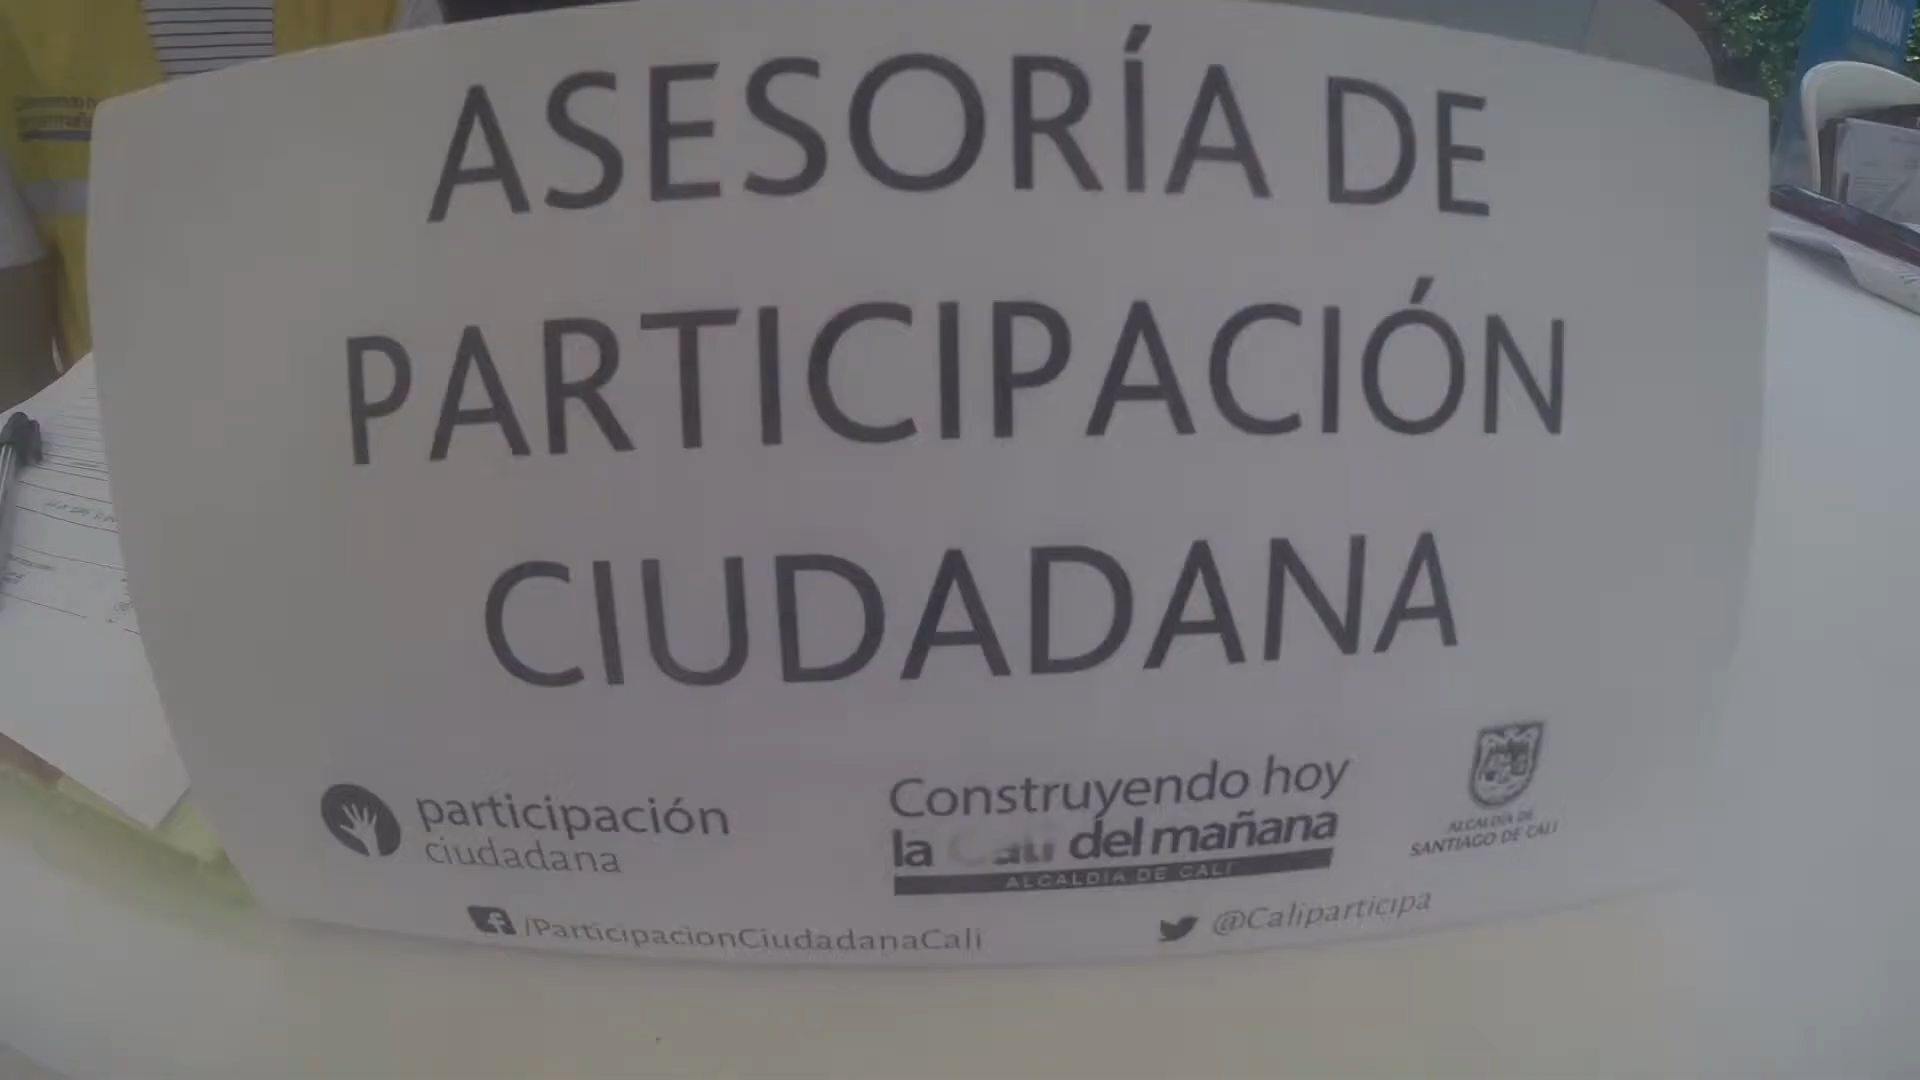 ASESORÍA DE
PARTICIPACIÓN
CIUDADANA
participación
ciudadana
Construyendo hoy
la Cali del mañana
ALCALDÍA DE CALI
ALCALDÍA DE
SANTIAGO DE CALI
/ParticipacionCiudadanaCali
@Caliparticipa